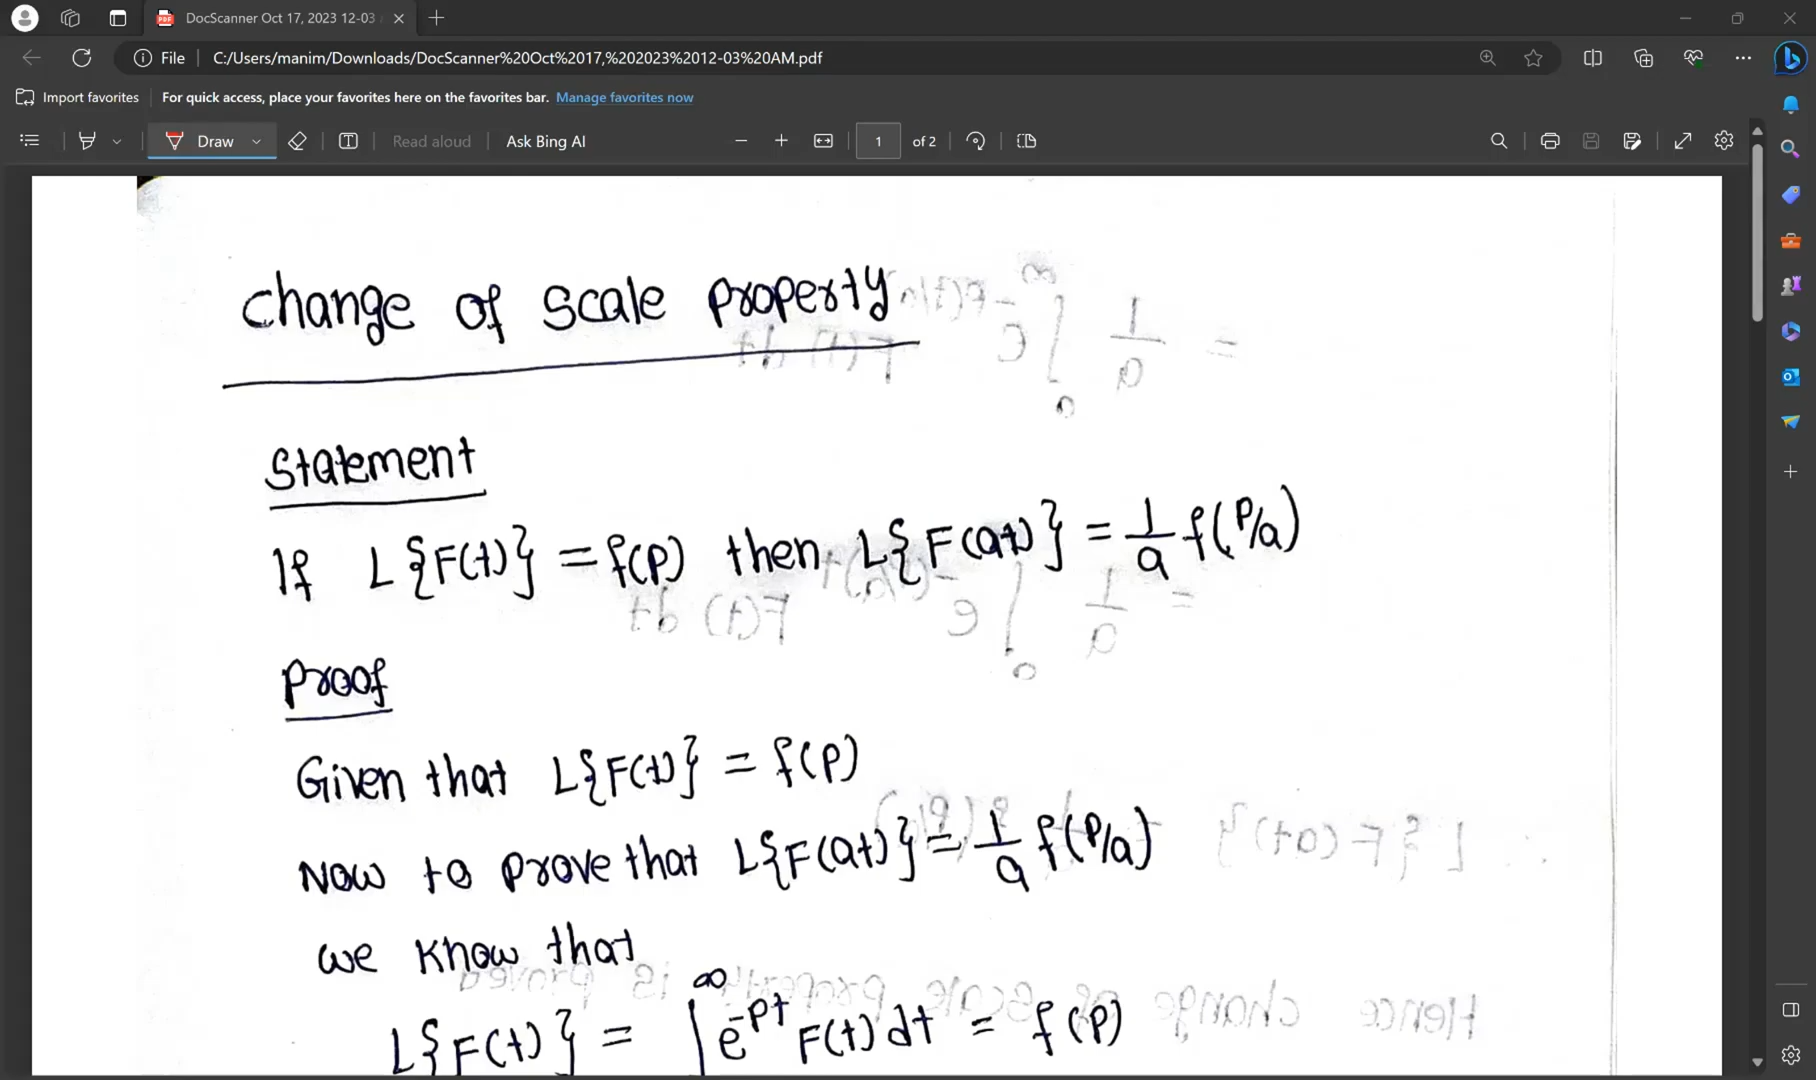 DocScanner Oct 17, 2023 12-03
File C:/Users/manim/Downloads/DocScanner%20Oct%2017,%202023%2012-03%20AM.pdf
Import favorites For quick access, place your favorites here on the favorites bar. Manage favorites now
Draw Read aloud Ask Bing AI 1 of 2
Change of scale property
Statement
If L{F(t)} = f(p) then L{F(at)} = 1/a f(p/a)
Proof
Given that L{F(t)} = f(p)
Now to prove that L{F(at)} = 1/a f(p/a)
we know that
L{F(t)} = ∫₀^∞ e^-pt F(t) dt = f(p)